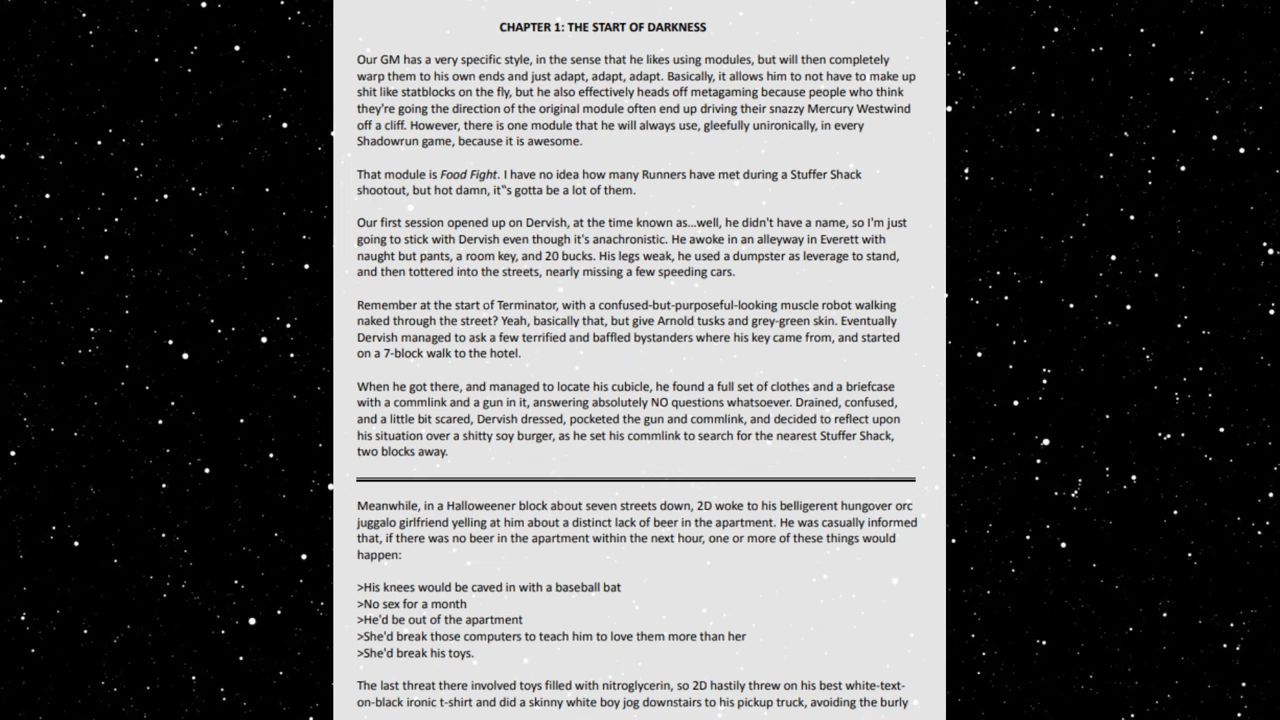 CHAPTER 1: THE START OF DARKNESS
Our GM has a very specific style, in the sense that he likes using modules, but will then completely
warp them to his own ends and just adapt, adapt, adapt. Basically, it allows him to not have to make up
shit like statblocks on the fly, but he also effectively heads off metagaming because people who think
they're going the direction of the original module often end up driving their snazzy Mercury Westwind
off a cliff. However, there is one module that he will always use, gleefully unironically, in every
Shadowrun game, because it is awesome.
That module is Food Fight. I have no idea how many Runners have met during a Stuffer Shack
shootout, but hot damn, it‟s gotta be a lot of them.
Our first session opened up on Dervish, at the time known as...well, he didn't have a name, so I'm just
going to stick with Dervish even though it's anachronistic. He awoke in an alleyway in Everett with
naught but pants, a room key, and 20 bucks. His legs weak, he used a dumpster as leverage to stand,
and then tottered into the streets, nearly missing a few speeding cars.
Remember at the start of Terminator, with a confused-but-purposeful-looking muscle robot walking
naked through the street? Yeah, basically that, but give Arnold tusks and grey-green skin. Eventually
Dervish managed to ask a few terrified and baffled bystanders where his key came from, and started
on a 7-block walk to the hotel.
When he got there, and managed to locate his cubicle, he found a full set of clothes and a briefcase
with a commlink and a gun in it, answering absolutely NO questions whatsoever. Drained, confused,
and a little bit scared, Dervish dressed, pocketed the gun and commlink, and decided to reflect upon
his situation over a shitty soy burger, as he set his commlink to search for the nearest Stuffer Shack,
two blocks away.
Meanwhile, in a Halloweener block about seven streets down, 2D woke to his belligerent hungover orc
juggalo girlfriend yelling at him about a distinct lack of beer in the apartment. He was casually informed
that, if there was no beer in the apartment within the next hour, one or more of these things would
happen:
>His knees would be caved in with a baseball bat
>No sex for a month
>He'd be out of the apartment
>She'd break those computers to teach him to love them more than her
>She'd break his toys.
The last threat there involved toys filled with nitroglycerin, so 2D hastily threw on his best white-text-
on-black ironic t-shirt and did a skinny white boy jog downstairs to his pickup truck, avoiding the burly